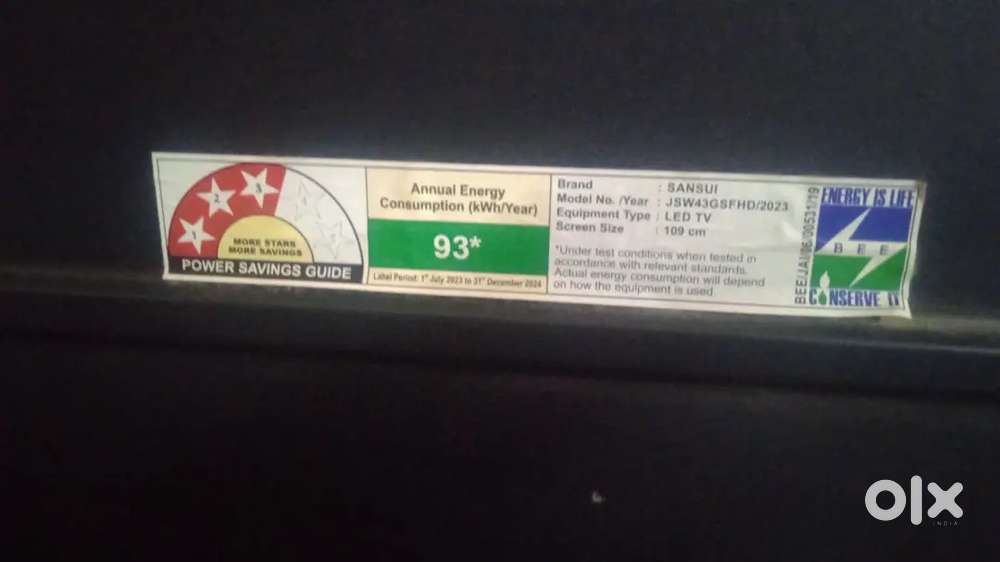 1
2
3
MORE STARS
MORE SAVINGS
POWER SAVINGS GUIDE
Annual Energy
Consumption (kWh/Year)
93*
Label Period: 1st July 2023 to 31st December 2024
Brand : SANSUI
Model No. /Year : JSW43GSFHD/2023
Equipment Type : LED TV
Screen Size : 109 cm
*Under test conditions when tested in
accordance with relevant standards.
Actual energy consumption will depend
on how the equipment is used.
ENERGY IS LIFE
BEE
CONSERVE IT
olx
INDIA